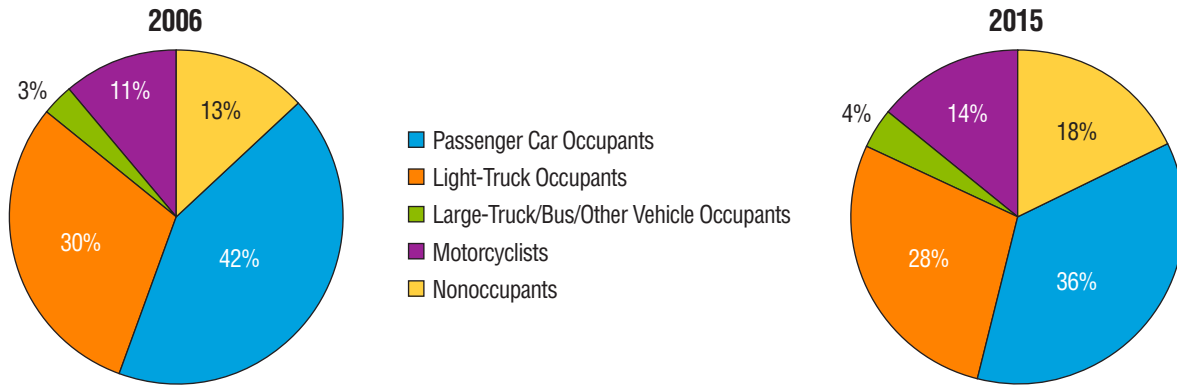 2006
3%
11%
13%
30%
42%
Passenger Car Occupants
Light-Truck Occupants
Large-Truck/Bus/Other Vehicle Occupants
Motorcyclists
Nonoccupants
2015
4%
14%
18%
28%
36%